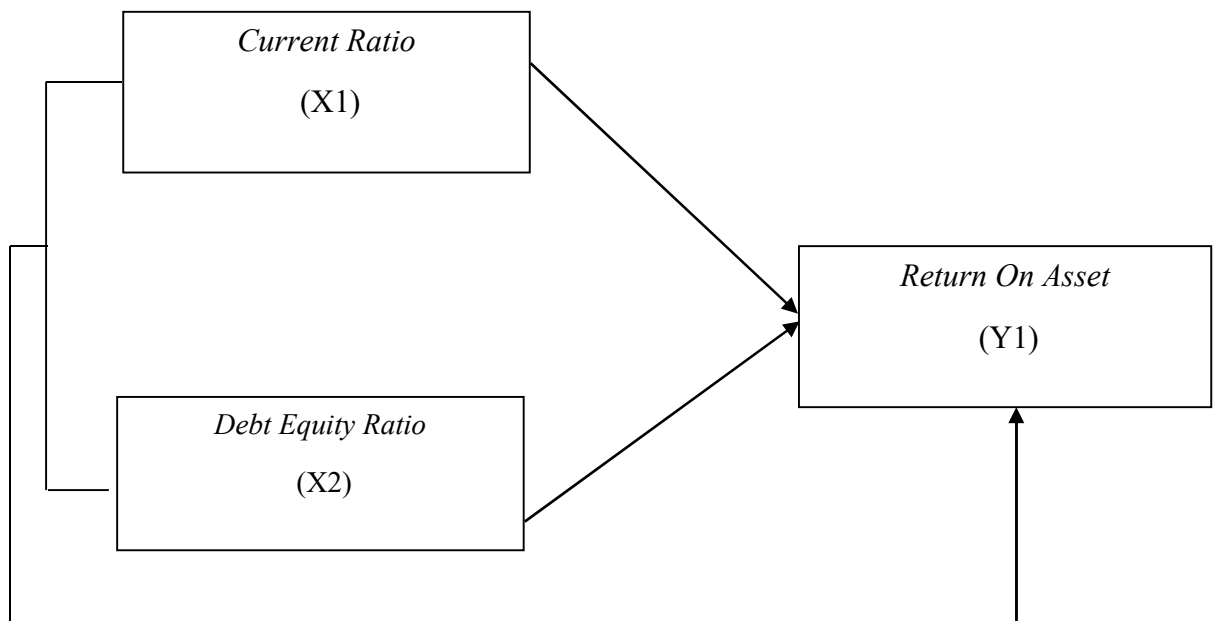 Current Ratio
(X1)
Return On Asset
(Y1)
Debt Equity Ratio
(X2)